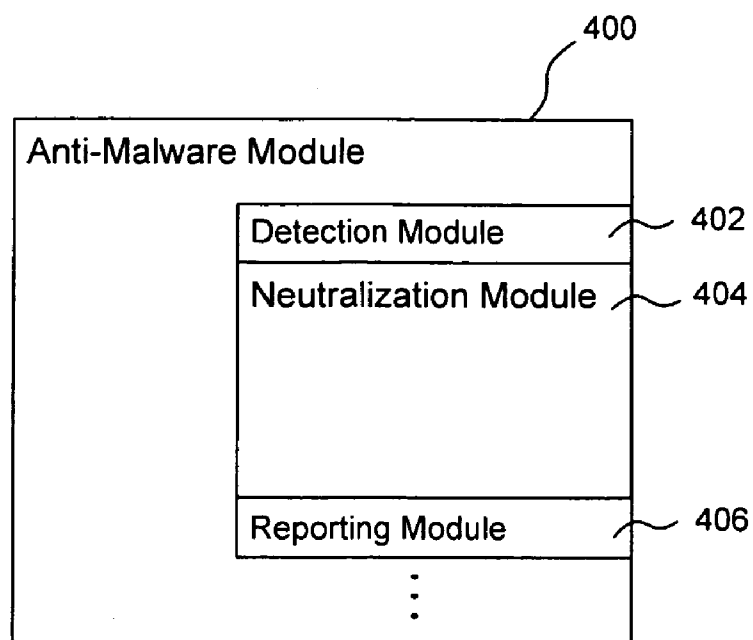 400
Anti-Malware Module
Detection Module 402
Neutralization Module 404
Reporting Module 406